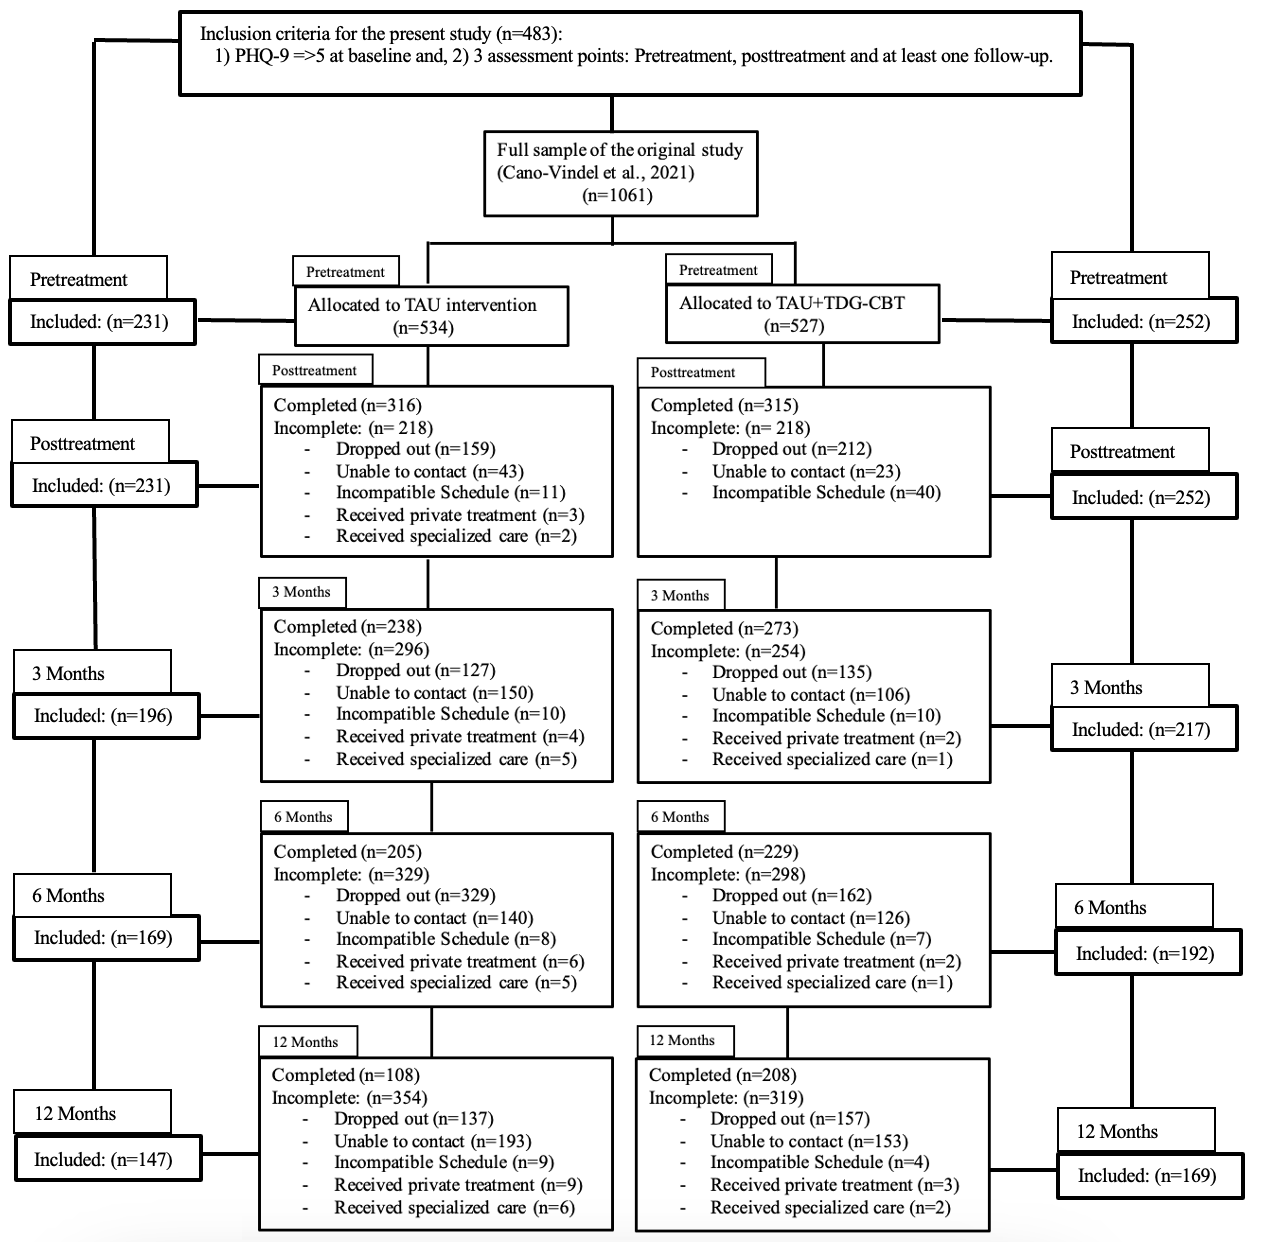 Inclusion criteria for the present study (n=483):
1) PHQ-9 =>5 at baseline and, 2) 3 assessment points: Pretreatment, posttreatment and at least one follow-up.
Full sample of the original study
(Cano-Vindel et al., 2021)
(n=1061)
Pretreatment
Included: (n=231)
Pretreatment
Allocated to TAU intervention
(n=534)
Pretreatment
Allocated to TAU+TDG-CBT
(n=527)
Pretreatment
Included: (n=252)
Posttreatment
Included: (n=231)
Posttreatment
Completed (n=316)
Incomplete: (n= 218)
- Dropped out (n=159)
- Unable to contact (n=43)
- Incompatible Schedule (n=11)
- Received private treatment (n=3)
- Received specialized care (n=2)
Posttreatment
Completed (n=315)
Incomplete: (n= 218)
- Dropped out (n=212)
- Unable to contact (n=23)
- Incompatible Schedule (n=40)
Posttreatment
Included: (n=252)
3 Months
Included: (n=196)
3 Months
Completed (n=238)
Incomplete: (n=296)
- Dropped out (n=127)
- Unable to contact (n=150)
- Incompatible Schedule (n=10)
- Received private treatment (n=4)
- Received specialized care (n=5)
3 Months
Completed (n=273)
Incomplete: (n=254)
- Dropped out (n=135)
- Unable to contact (n=106)
- Incompatible Schedule (n=10)
- Received private treatment (n=2)
- Received specialized care (n=1)
3 Months
Included: (n=217)
6 Months
Included: (n=169)
6 Months
Completed (n=205)
Incomplete: (n=329)
- Dropped out (n=329)
- Unable to contact (n=140)
- Incompatible Schedule (n=8)
- Received private treatment (n=6)
- Received specialized care (n=5)
6 Months
Completed (n=229)
Incomplete: (n=298)
- Dropped out (n=162)
- Unable to contact (n=126)
- Incompatible Schedule (n=7)
- Received private treatment (n=2)
- Received specialized care (n=1)
6 Months
Included: (n=192)
12 Months
Included: (n=147)
12 Months
Completed (n=108)
Incomplete: (n=354)
- Dropped out (n=137)
- Unable to contact (n=193)
- Incompatible Schedule (n=9)
- Received private treatment (n=9)
- Received specialized care (n=6)
12 Months
Completed (n=208)
Incomplete: (n=319)
- Dropped out (n=157)
- Unable to contact (n=153)
- Incompatible Schedule (n=4)
- Received private treatment (n=3)
- Received specialized care (n=2)
12 Months
Included: (n=169)